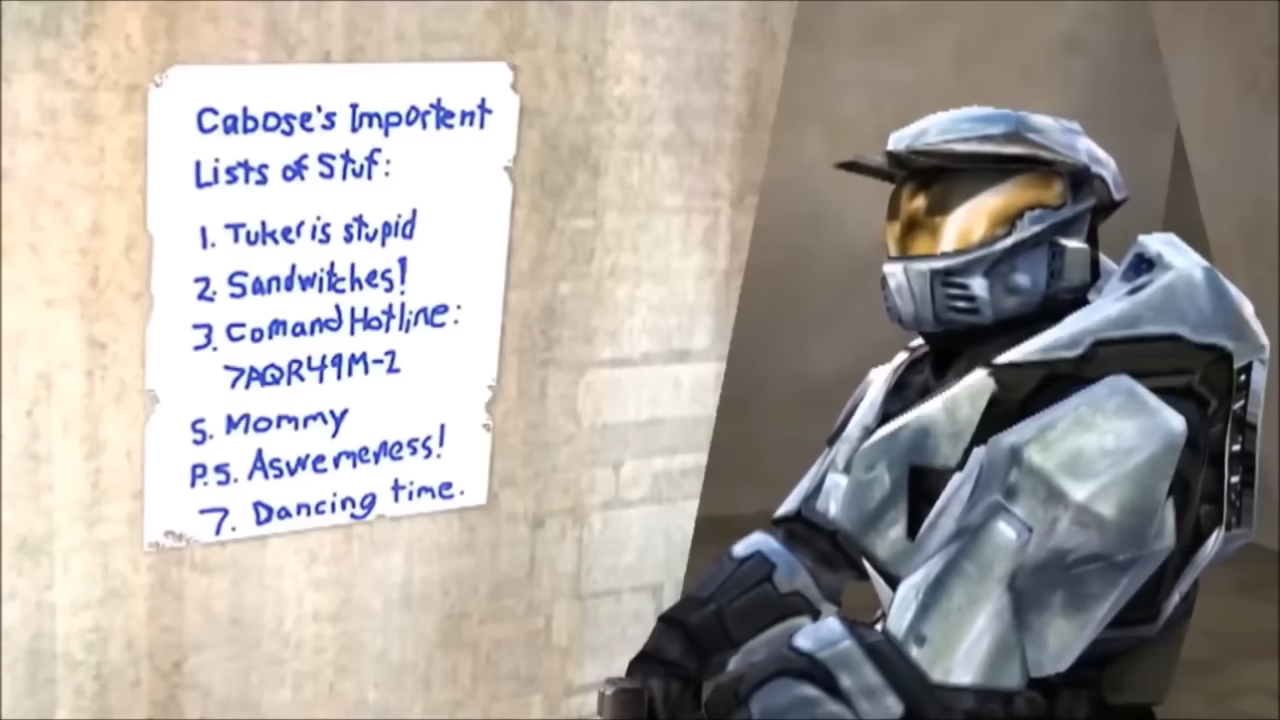 Cabose's Importent
Lists of Stuf:
1. Tuker is stupid
2. Sandwitches!
3. Comand Hotline:
7AQR49M-2
5. Mommy
P.S. Aswemeness!
7. Dancing time.